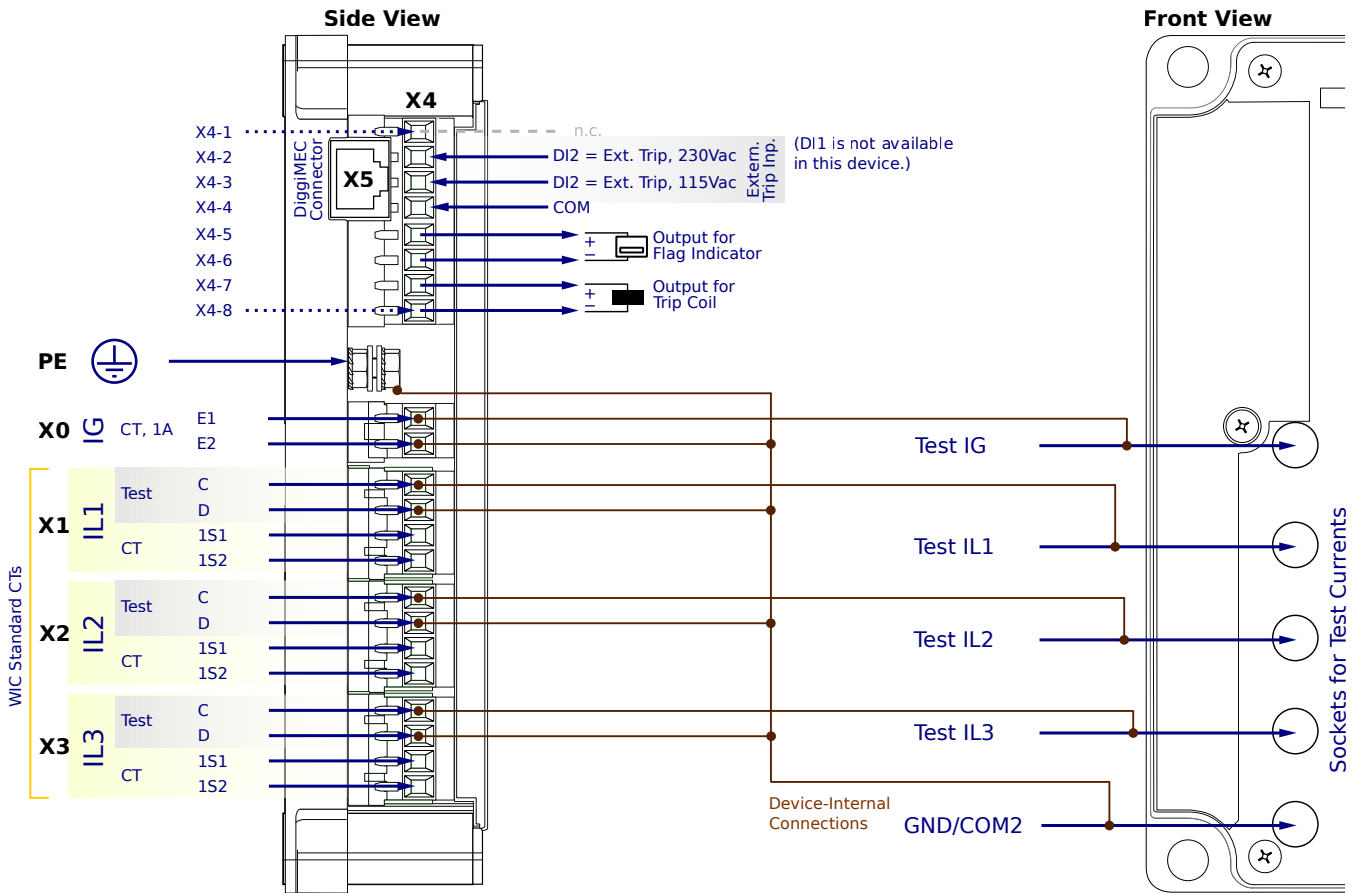 Side View
Front View
X4
X4-1
n.c.
X4-2
DI2 = Ext. Trip, 230Vac
X4-3
DI2 = Ext. Trip, 115Vac
Extern.
Trip Inp.
(DI1 is not available
in this device.)
X4-4
COM
DiggiMEC
Connector
X5
X4-5
+
Output for
Flag Indicator
X4-6
−
X4-7
+
Output for
Trip Coil
X4-8
−
PE
X0
IG
CT, 1A
E1
E2
Test IG
WIC Standard CTs
X1
IL1
Test
C
D
CT
1S1
1S2
Test IL1
X2
IL2
Test
C
D
CT
1S1
1S2
Test IL2
X3
IL3
Test
C
D
CT
1S1
1S2
Test IL3
Device-Internal
Connections
GND/COM2
Sockets for Test Currents